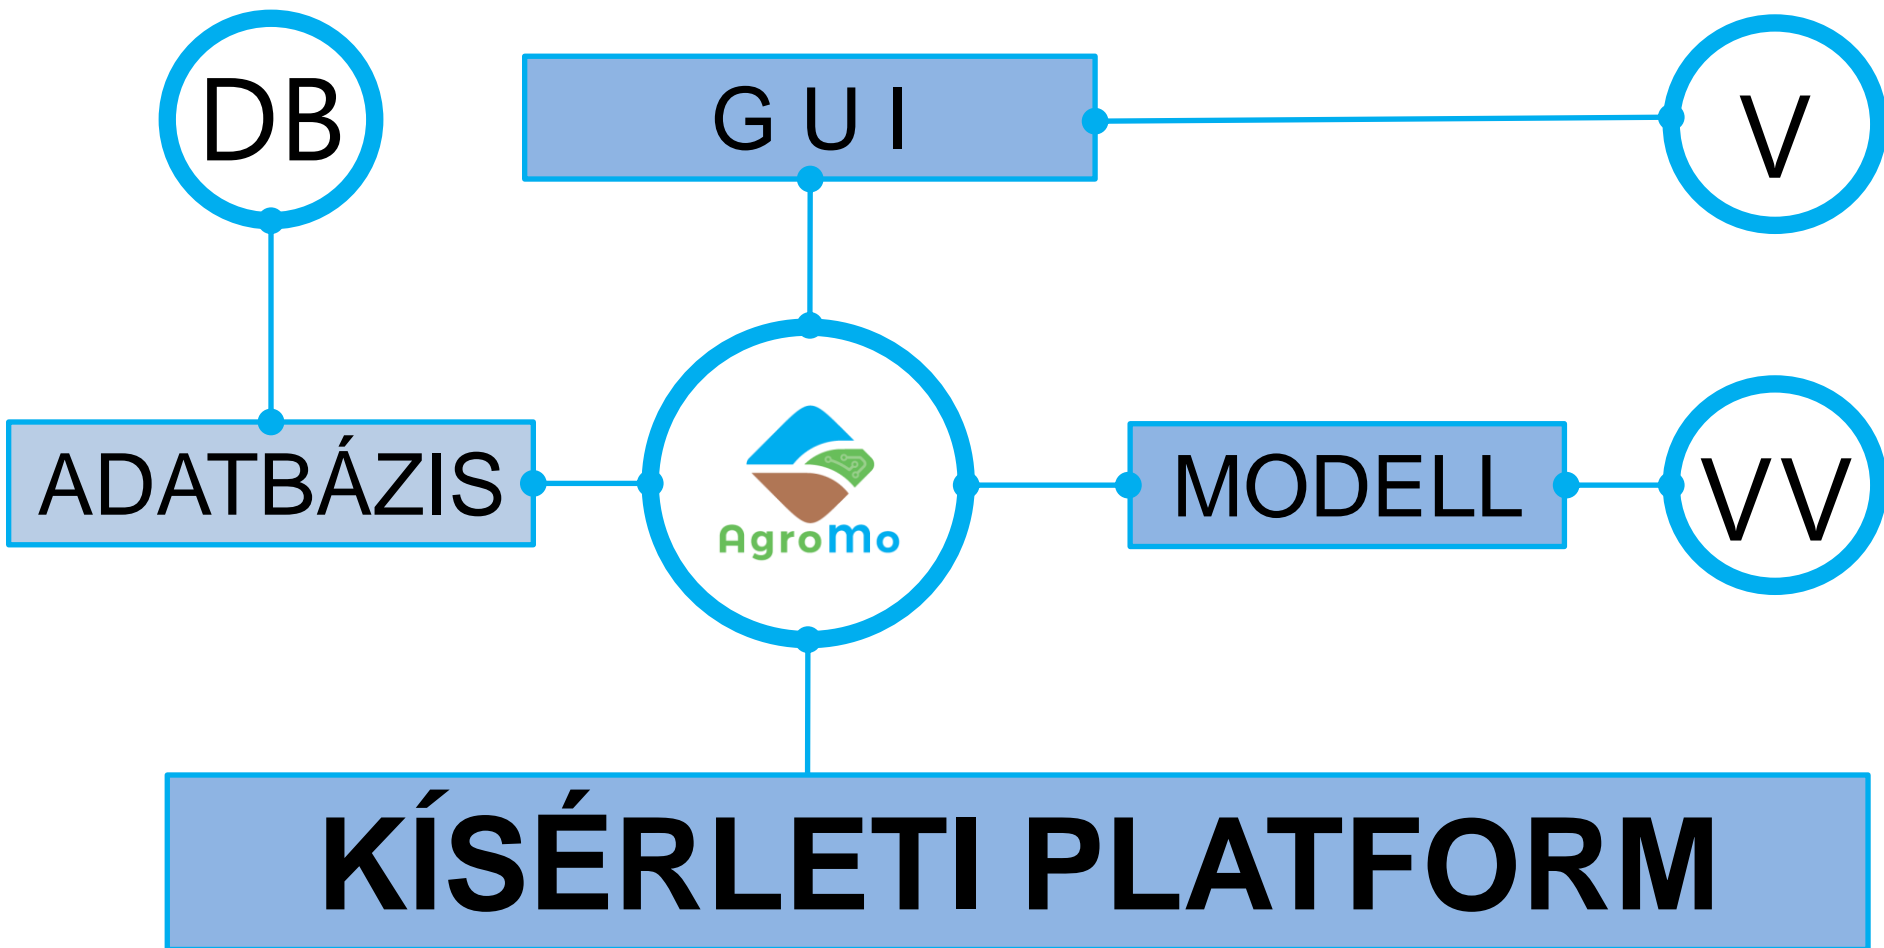 DB
G U I
V
ADATBÁZIS
AgroMo
MODELL
VV
KÍSÉRLETI PLATFORM